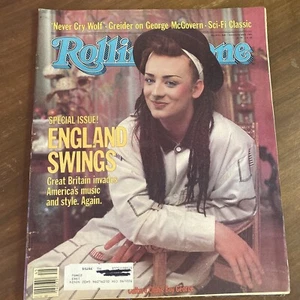 Never Cry Wolf · Greider on George McGovern · Sci-Fi Classic
Rolling Stone
SPECIAL ISSUE!
ENGLAND
SWINGS
Great Britain invades
America's music
and style. Again.